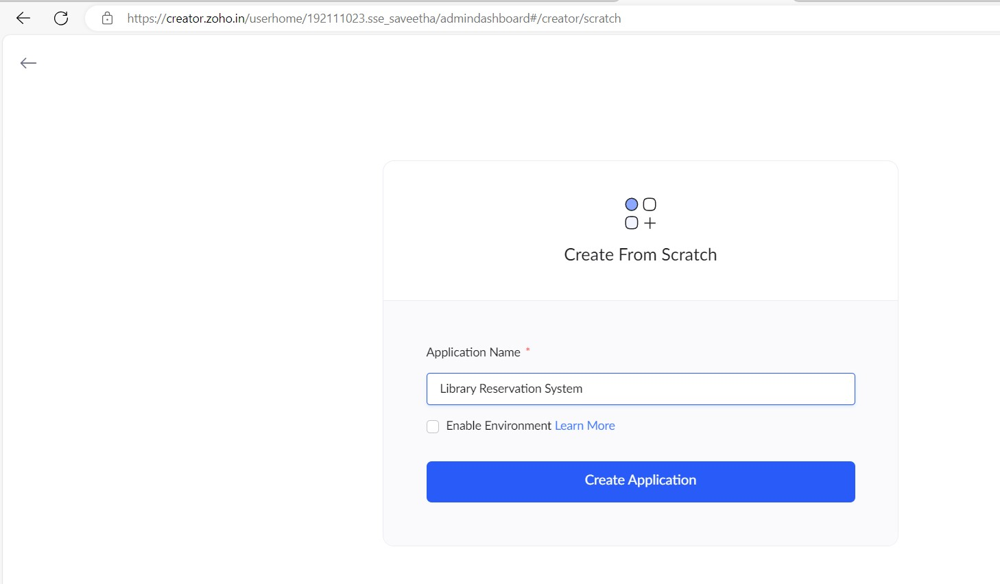 https://creator.zoho.in/userhome/192111023.sse_saveetha/admindashboard#/creator/scratch
Create From Scratch
Application Name *
Library Reservation System
Enable Environment Learn More
Create Application